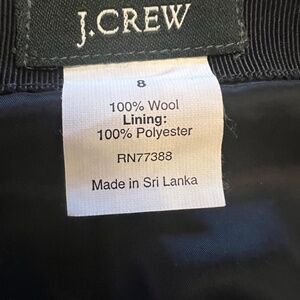 J.CREW
8
100% Wool
Lining:
100% Polyester
RN77388
Made in Sri Lanka